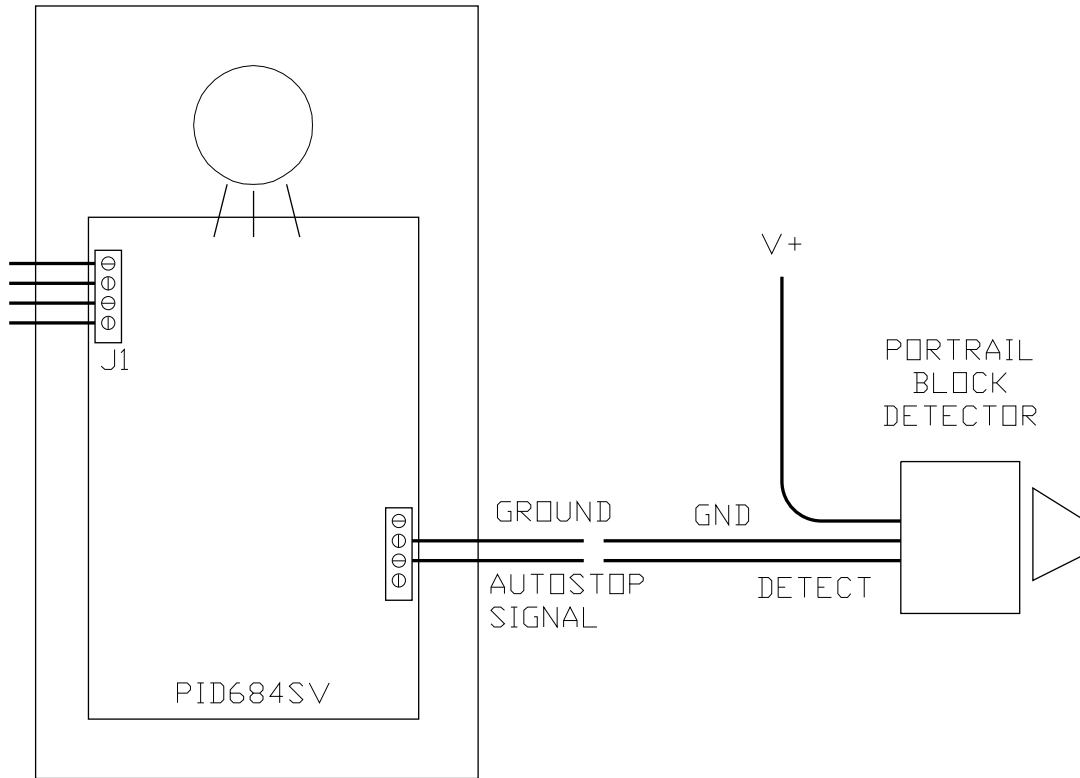 V+
PORTRAIL
BLOCK
DETECTOR
J1
GROUND
GND
AUTOSTOP
SIGNAL
DETECT
PID684SV